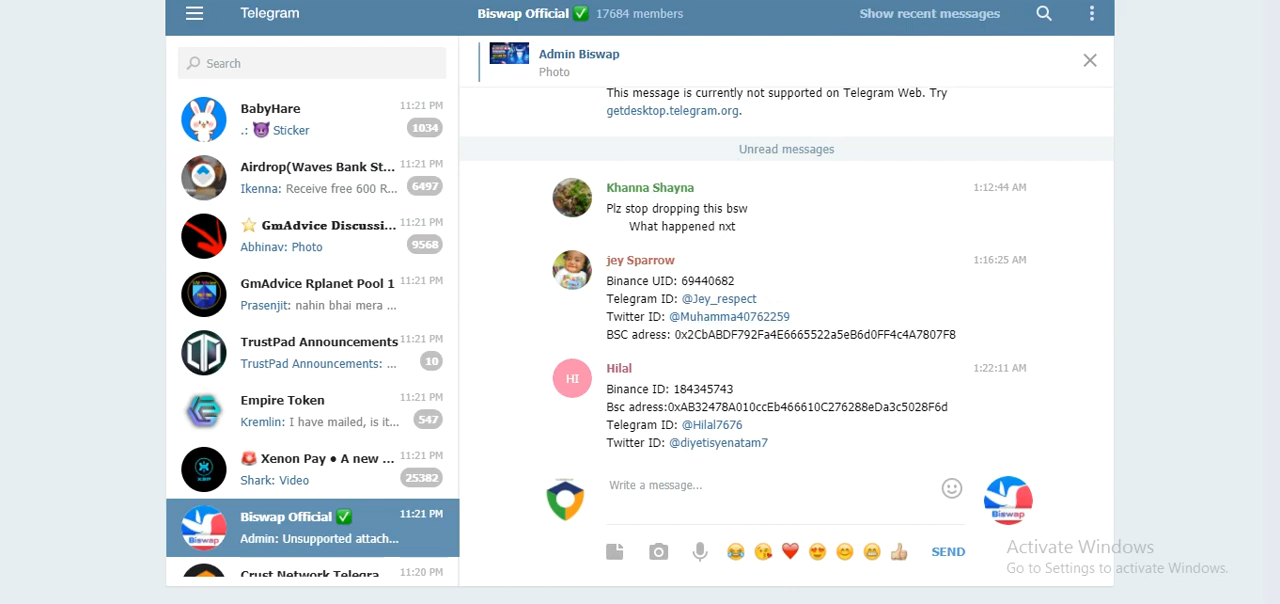 Telegram
Biswap Official ✅ 17684 members
Show recent messages
Search
BabyHare 11:21 PM
.: 😈 Sticker 1034
Airdrop(Waves Bank St... 11:21 PM
Ikenna: Receive free 600 R... 6497
⭐ GmAdvice Discussi... 11:21 PM
Abhinav: Photo 9568
GmAdvice Rplanet Pool 1 11:21 PM
Prasenjit: nahin bhai mera ...
TrustPad Announcements 11:21 PM
TrustPad Announcements: ... 10
Empire Token 11:21 PM
Kremlin: I have mailed, is it... 547
🚨 Xenon Pay • A new ... 11:21 PM
Shark: Video 25382
Biswap Official ✅ 11:21 PM
Admin: Unsupported attach...
Crust Network Telegra 11:20 PM
Admin Biswap
Photo
This message is currently not supported on Telegram Web. Try
getdesktop.telegram.org.
Unread messages
Khanna Shayna 1:12:44 AM
Plz stop dropping this bsw
What happened nxt
jey Sparrow 1:16:25 AM
Binance UID: 69440682
Telegram ID: @Jey_respect
Twitter ID: @Muhamma40762259
BSC adress: 0x2CbABDF792Fa4E6665522a5eB6d0FF4c4A7807F8
HI
Hilal 1:22:11 AM
Binance ID: 184345743
Bsc adress:0xAB32478A010ccEb466610C276288eDa3c5028F6d
Telegram ID: @Hilal7676
Twitter ID: @diyetisyenatam7
Write a message...
Biswap
SEND
Activate Windows
Go to Settings to activate Windows.